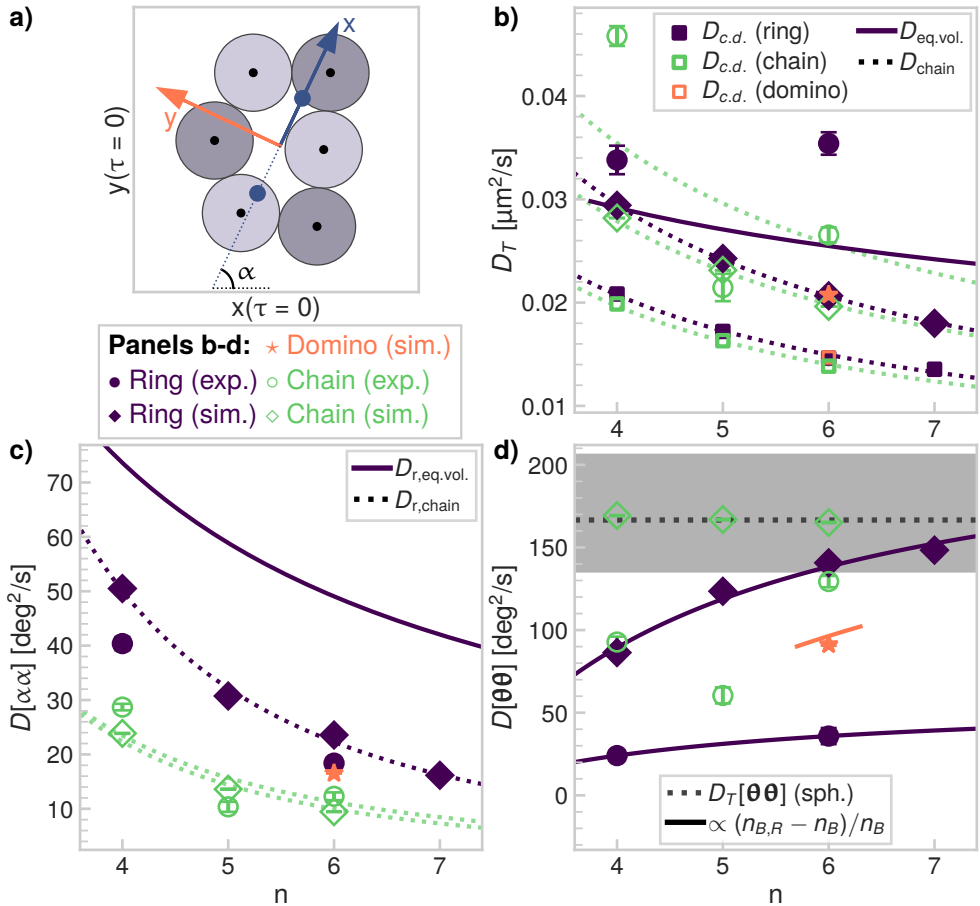 a)
x
y
α
y(τ = 0)
x(τ = 0)
Panels b-d:
Domino (sim.)
Ring (exp.)
Chain (exp.)
Ring (sim.)
Chain (sim.)
b)
D_{c.d.} (ring)
D_{c.d.} (chain)
D_{c.d.} (domino)
D_{eq.vol.}
D_{chain}
D_T [µm²/s]
0.04
0.03
0.02
0.01
4 5 6 7
c)
D_{r,eq.vol.}
D_{r,chain}
D[αα] [deg²/s]
70
60
50
40
30
20
10
4 5 6 7
n
d)
D[θθ] [deg²/s]
200
150
100
50
0
D_T[θθ] (sph.)
∝ (n_{B,R} − n_B)/n_B
4 5 6 7
n